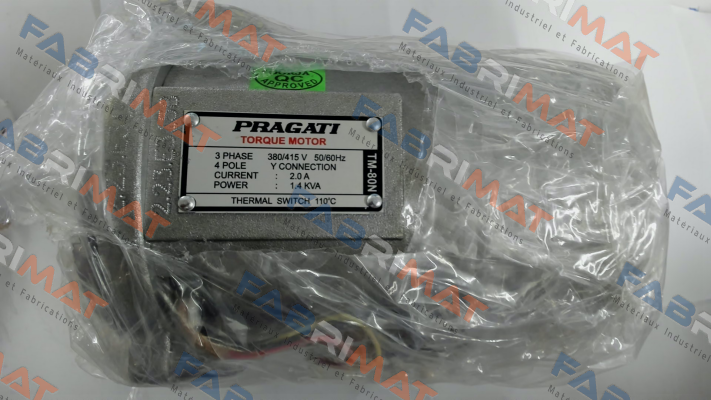 QC
APPROVED
PRAGATI
TORQUE MOTOR
3 PHASE 380/415 V 50/60Hz
4 POLE Y CONNECTION
CURRENT : 2.0 A
POWER : 1.4 KVA
THERMAL SWITCH 110°C
TM-80N
FABRIMAT
Matériaux Industriel et Fabrications